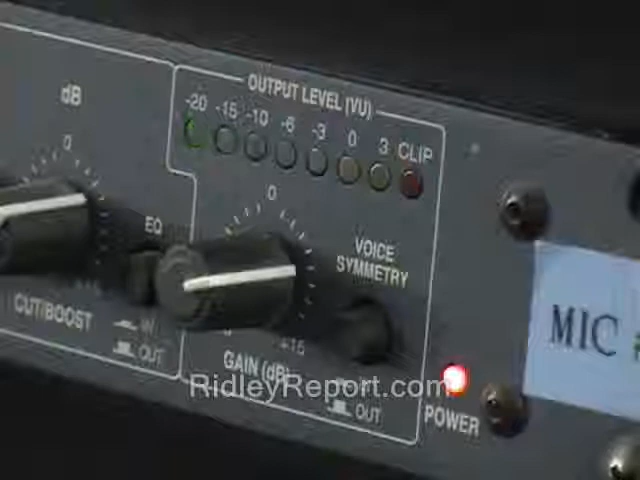 dB
0
OUTPUT LEVEL (VU)
-20 -15 -10 -6 -3 0 3 CLIP
0
EQ
VOICE
SYMMETRY
CUT/BOOST
IN
OUT
GAIN (dB)
+15
OUT
POWER
MIC
RidleyReport.com